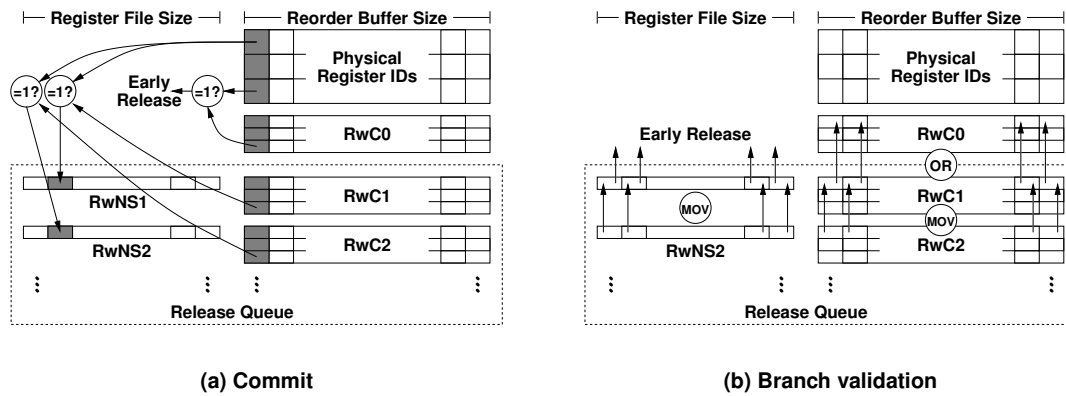 Register File Size
Reorder Buffer Size
Physical
Register IDs
=1?
=1?
Early
Release
=1?
RwC0
RwNS1
RwC1
RwNS2
RwC2
Release Queue
(a) Commit
Register File Size
Reorder Buffer Size
Physical
Register IDs
Early Release
RwC0
OR
MOV
RwC1
MOV
RwNS2
RwC2
Release Queue
(b) Branch validation